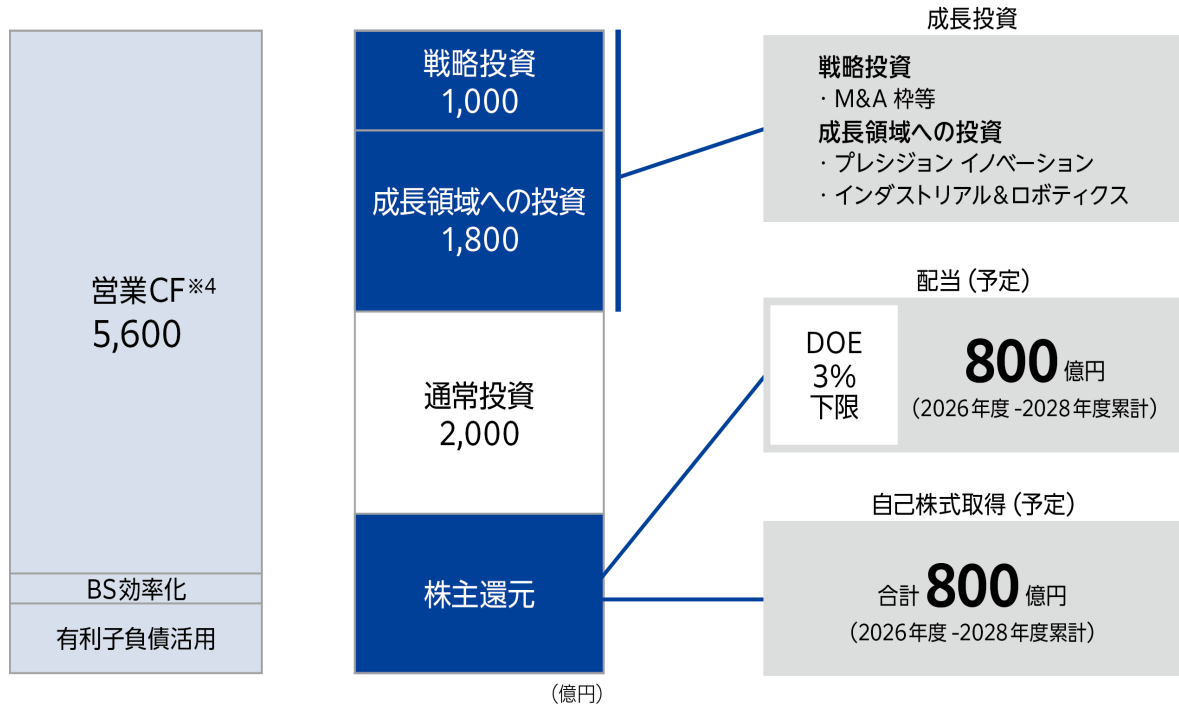 営業CF※4
5,600
BS効率化
有利子負債活用
戦略投資
1,000
成長領域への投資
1,800
通常投資
2,000
株主還元
（億円）
成長投資
戦略投資
・M&A 枠等
成長領域への投資
・プレシジョン イノベーション
・インダストリアル&ロボティクス
配当（予定）
DOE
3%
下限
800億円
（2026年度-2028年度累計）
自己株式取得（予定）
合計800億円
（2026年度-2028年度累計）